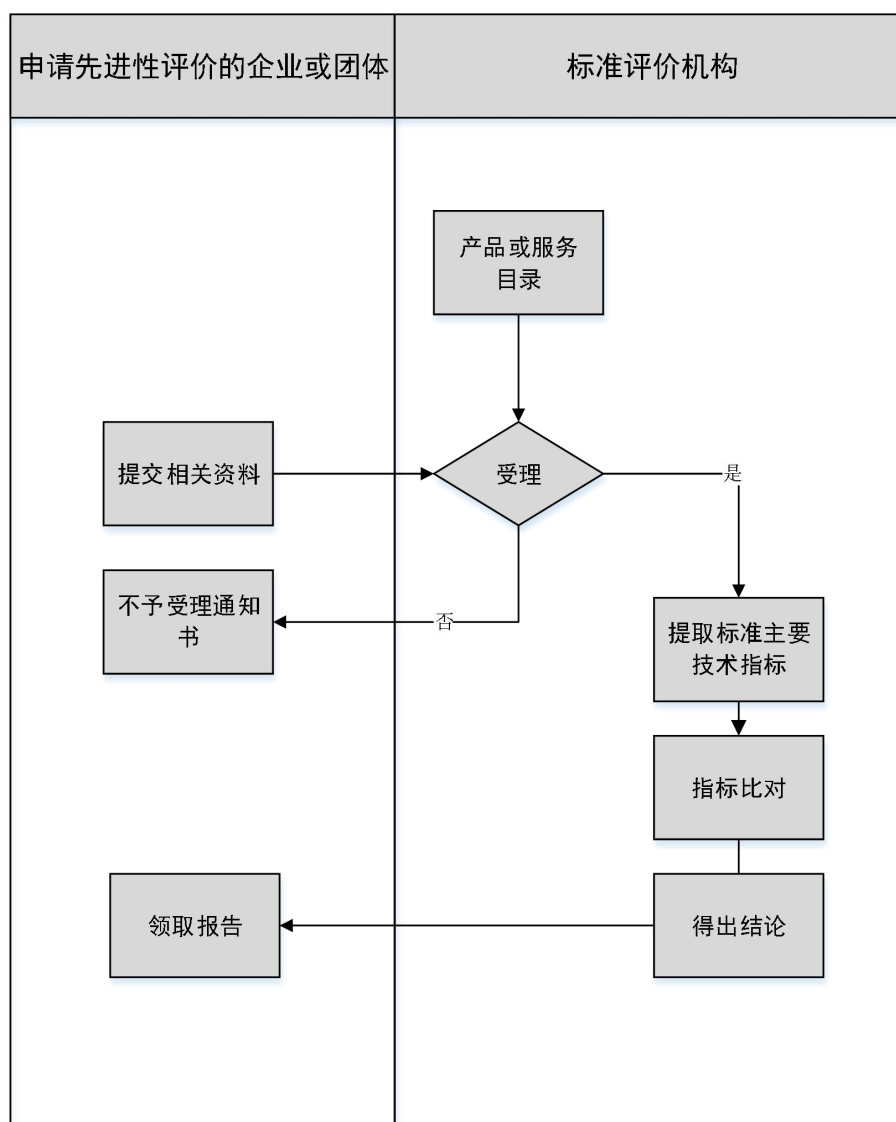 申请先进性评价的企业或团体
标准评价机构
产品或服务
目录
提交相关资料
受理
是
不予受理通知
书
否
提取标准主要
技术指标
指标比对
领取报告
得出结论